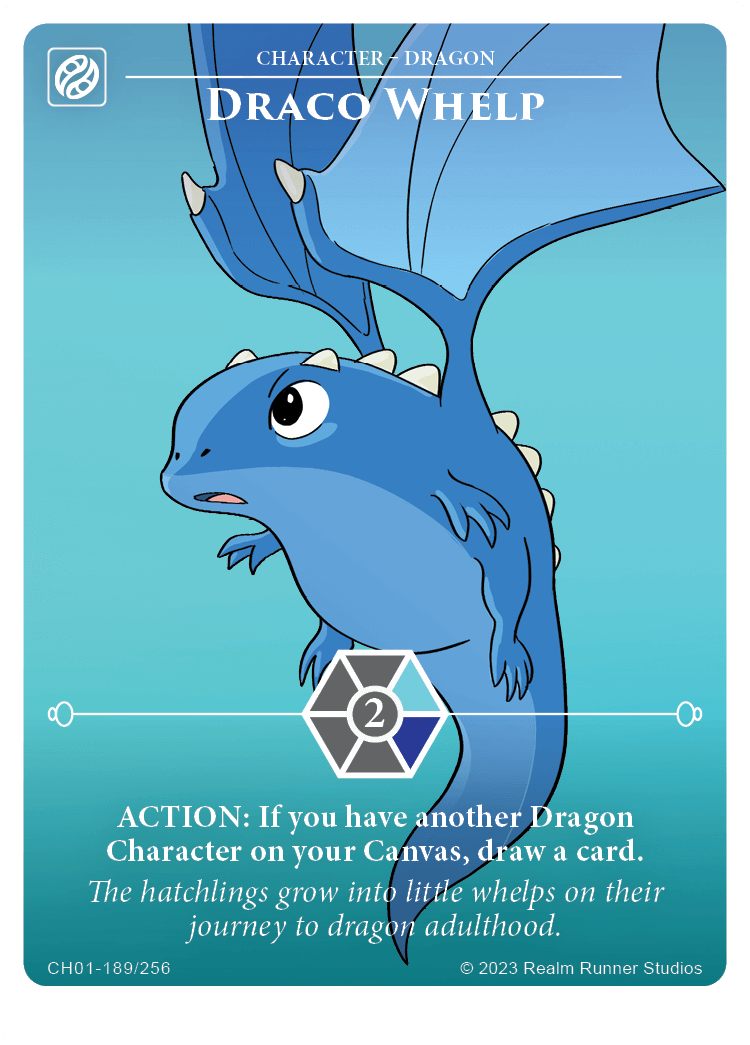 CHARACTER - DRAGON
DRACO WHELP
2
ACTION: If you have another Dragon
Character on your Canvas, draw a card.
The hatchlings grow into little whelps on their
journey to dragon adulthood.
CH01-189/256
© 2023 Realm Runner Studios